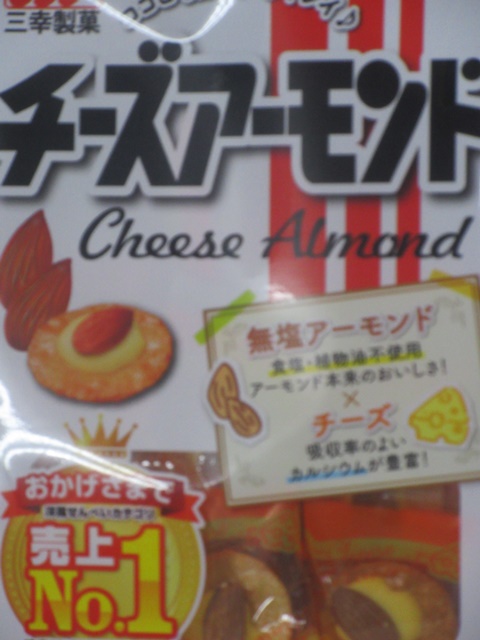 三幸製菓
チーズアーモンド
Cheese Almond
無塩アーモンド
食塩・植物油不使用
アーモンド本来のおいしさ！
×
チーズ
吸収率のよい
カルシウムが豊富！
おかげさまで
洋風せんべいカテゴリ
売上
No.1